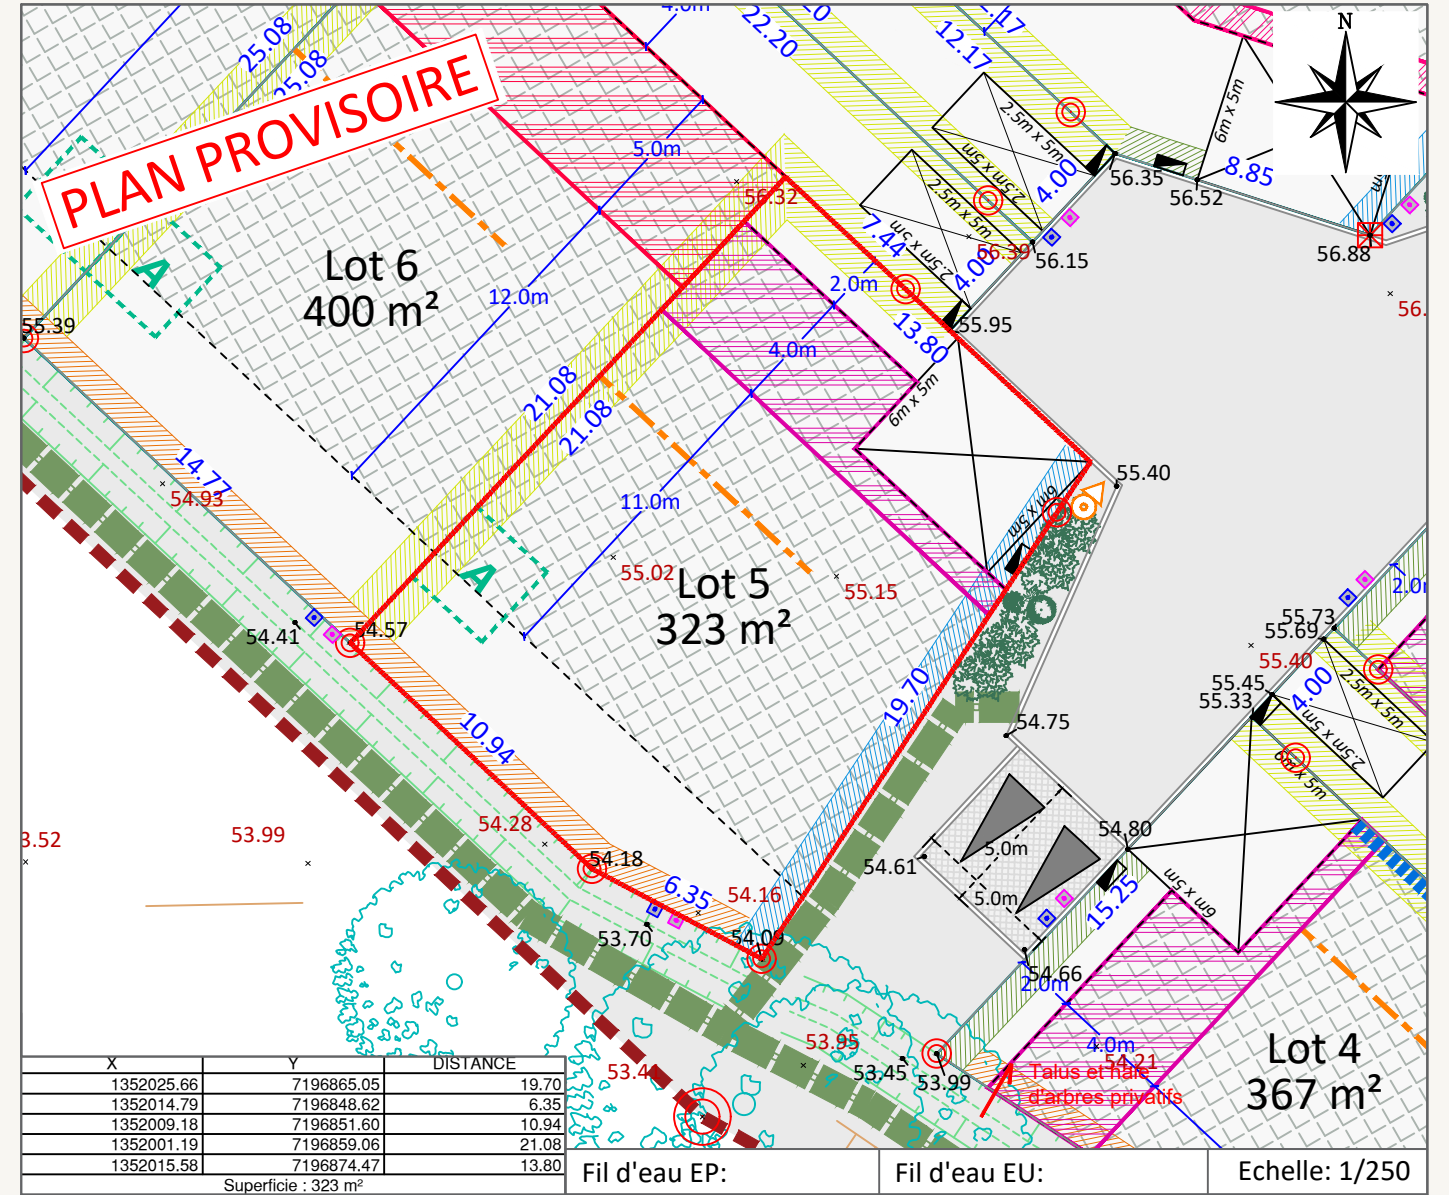 PLAN PROVISOIRE
N
25.08
25.08
4.0m
22.20
12.17
2.5m x 5m
2.5m x 5m
2.5m x 5m
2.5m x 5m
6m x 5m
4.00
4.00
8.85
56.35
56.52
56.88
56.15
56.39
55.95
56.32
5.0m
7.44
2.0m
13.80
4.0m
6m x 5m
6m x 5m
A
Lot 6
400 m²
12.0m
55.39
21.08
21.08
14.77
54.93
11.0m
55.02
55.15
A
Lot 5
323 m²
55.40
54.41
54.57
10.94
19.70
54.75
55.73
55.69
55.40
55.45
55.33
4.00
2.5m x 5m
2.5m x 5m
6m x 5m
6m x 5m
53.99
54.28
54.18
6.35
54.16
54.09
53.70
54.61
5.0m
5.0m
54.80
15.25
54.66
2.0m
4.0m
54.21
53.95
53.45
53.99
Talus et haie
d'arbres privatifs
Lot 4
367 m²
X Y DISTANCE
1352025.66 7196865.05 19.70
1352014.79 7196848.62 6.35
1352009.18 7196851.60 10.94
1352001.19 7196859.06 21.08
1352015.58 7196874.47 13.80
Superficie : 323 m²
Fil d'eau EP:
Fil d'eau EU:
Echelle: 1/250